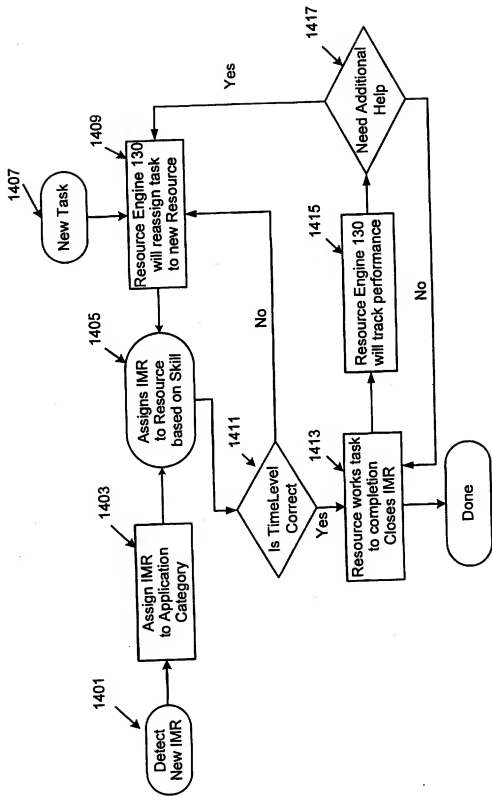 1401
Detect
New IMR
1403
Assign IMR
to Application
Category
1405
Assigns IMR
to Resource
based on Skill
1407
New Task
1409
Resource Engine 130
will reassign task
to new Resource
1411
Is TimeLevel
Correct
No
Yes
1413
Resource works task
to completion
Closes IMR
1415
Resource Engine 130
will track performance
1417
Need Additional
Help
Yes
No
Done